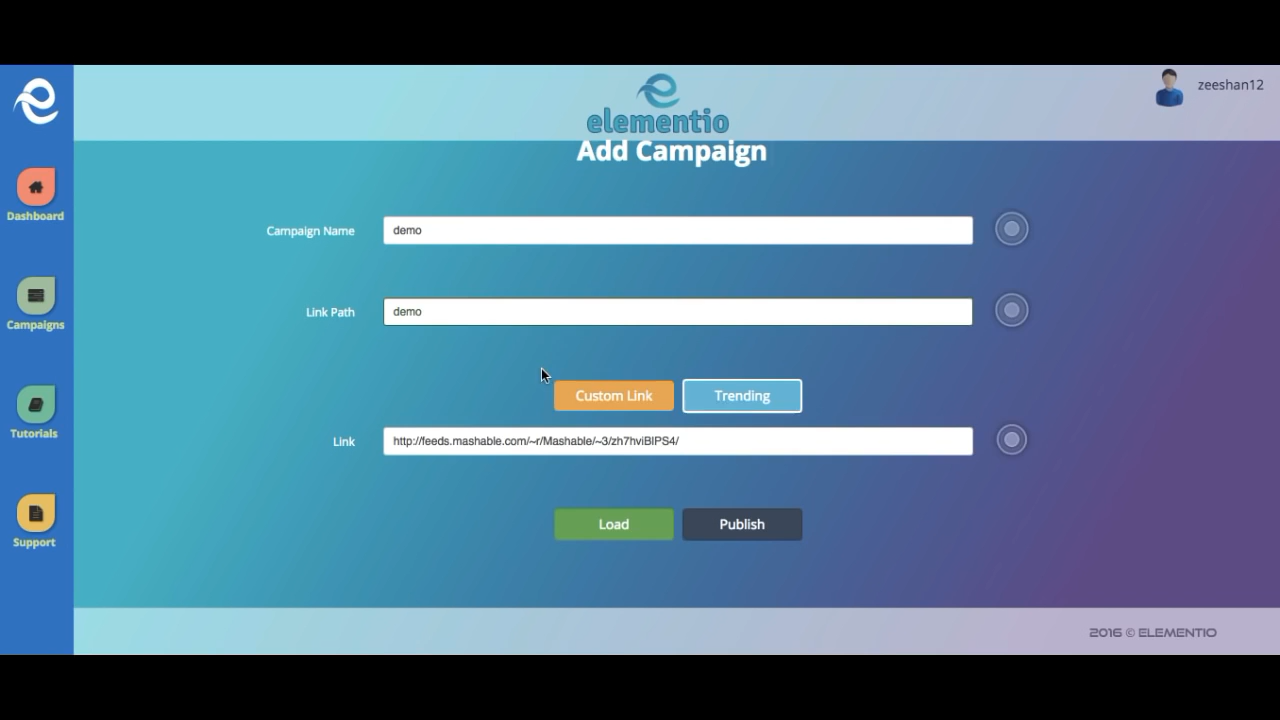 zeeshan12
elementio
Add Campaign
Dashboard
Campaigns
Tutorials
Support
Campaign Name
demo
Link Path
demo
Custom Link
Trending
Link
http://feeds.mashable.com/~r/Mashable/~3/zh7hviBlPS4/
Load
Publish
2016 © ELEMENTIO